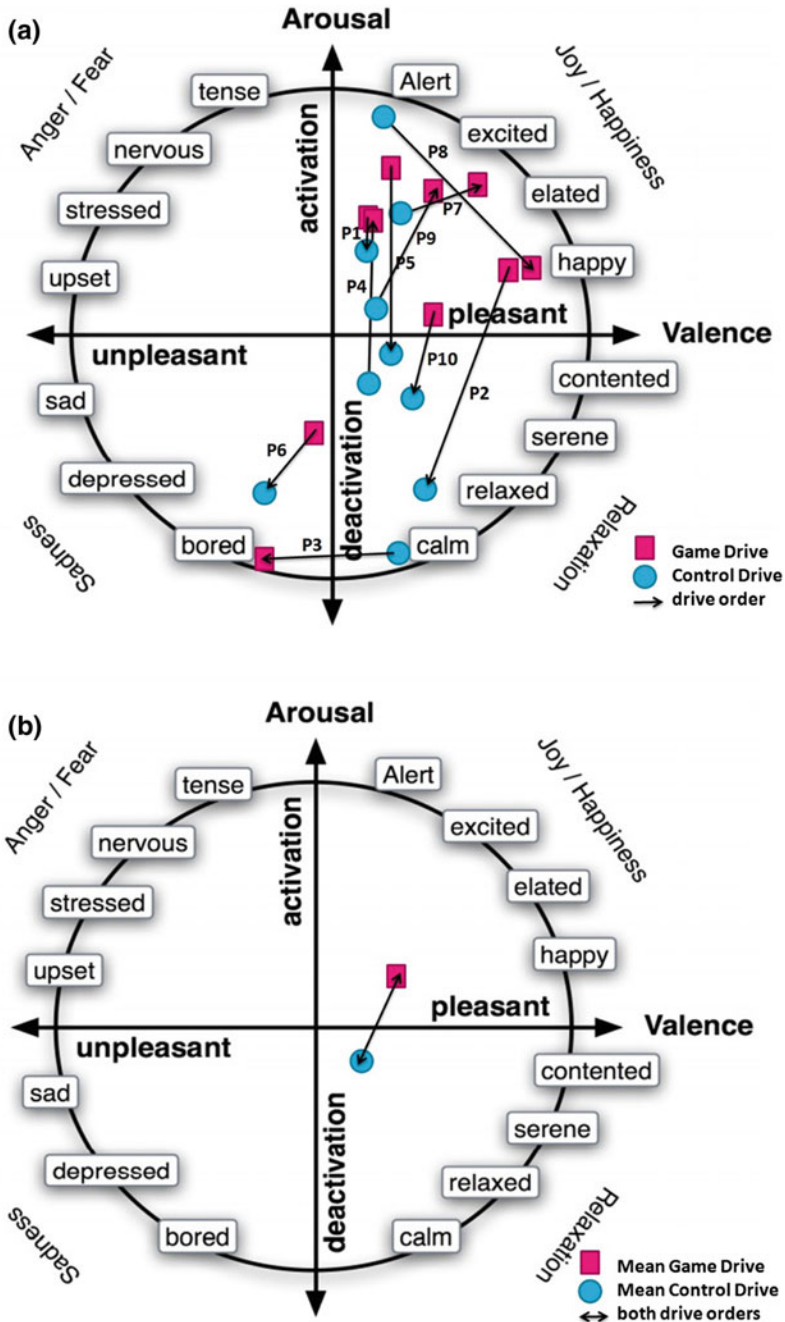 (a)
Arousal
Anger / Fear
Joy / Happiness
tense
Alert
activation
nervous
excited
P8
stressed
elated
P7
P1
P9
upset
P4
P5
happy
pleasant
Valence
unpleasant
P10
P2
contented
sad
serene
P6
depressed
deactivation
relaxed
Sadness
bored
P3
calm
Relaxation
Game Drive
Control Drive
drive order
(b)
Arousal
Anger / Fear
Joy / Happiness
tense
Alert
activation
nervous
excited
stressed
elated
upset
happy
pleasant
Valence
unpleasant
contented
sad
serene
depressed
deactivation
relaxed
Sadness
bored
calm
Relaxation
Mean Game Drive
Mean Control Drive
both drive orders